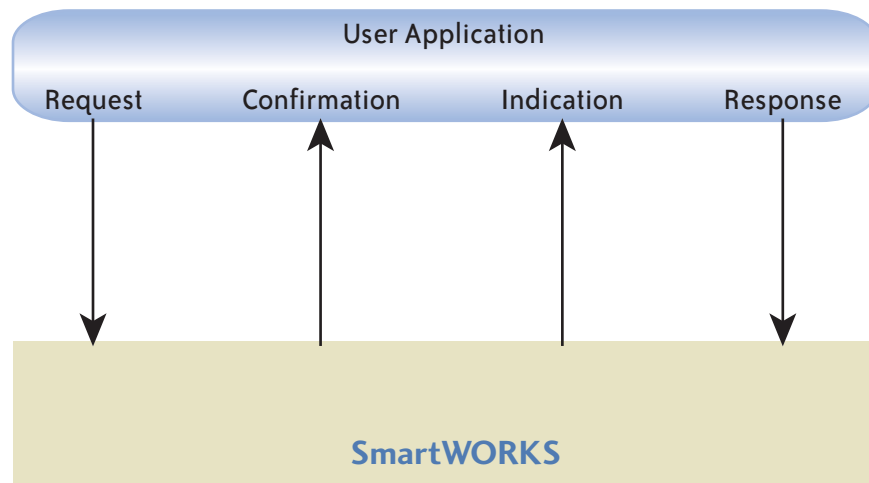 User Application
Request Confirmation Indication Response
SmartWORKS